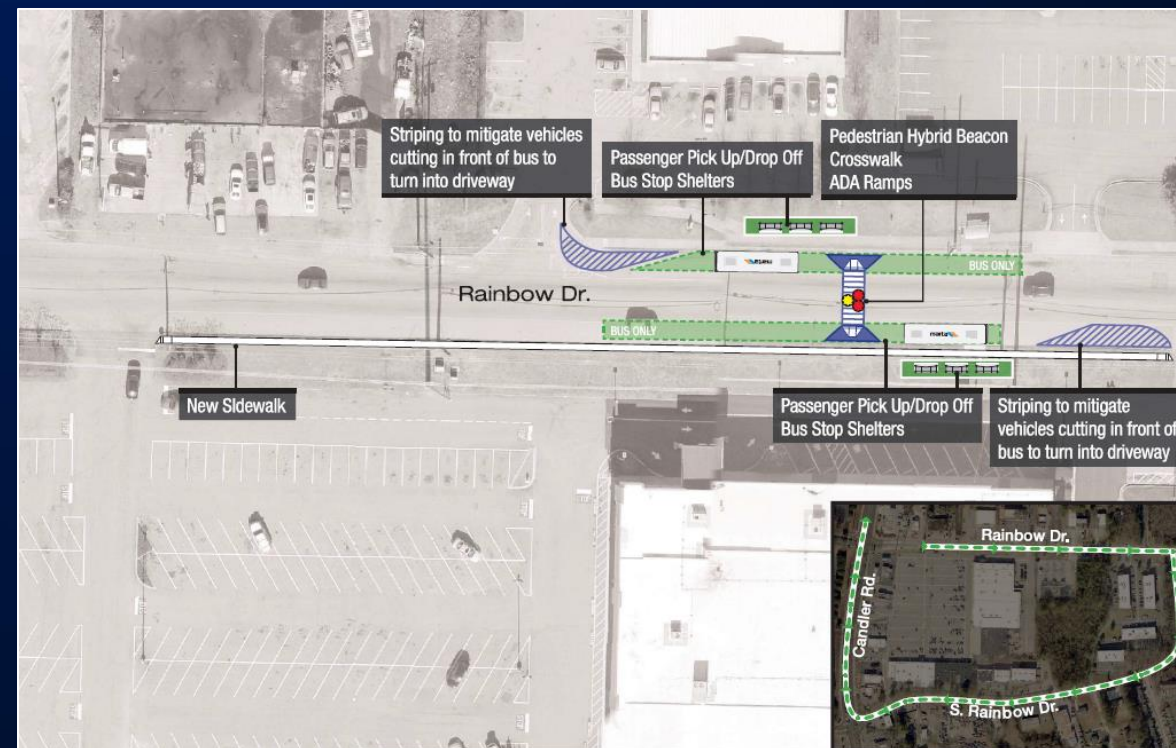 Striping to mitigate vehicles
cutting in front of bus to
turn into driveway
Passenger Pick Up/Drop Off
Bus Stop Shelters
Pedestrian Hybrid Beacon
Crosswalk
ADA Ramps
BUS ONLY
Rainbow Dr.
BUS ONLY
New SIdewalk
Passenger Pick Up/Drop Off
Bus Stop Shelters
Striping to mitigate
vehicles cutting in front of
bus to turn into driveway
Rainbow Dr.
Candler Rd.
S. Rainbow Dr.